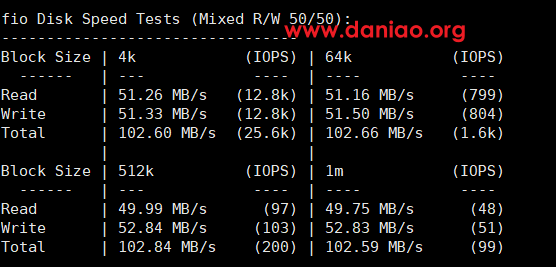 fio Disk Speed Tests (Mixed R/W 50/50):
www.daniao.org
---------------------------------
Block Size | 4k            (IOPS) | 64k           (IOPS)
  ------   | ---            ----  | ----           ----
Read       | 51.26 MB/s   (12.8k) | 51.16 MB/s     (799)
Write      | 51.33 MB/s   (12.8k) | 51.50 MB/s     (804)
Total      | 102.60 MB/s  (25.6k) | 102.66 MB/s   (1.6k)
           |                      |
Block Size | 512k          (IOPS) | 1m            (IOPS)
  ------   | ---            ----  | ----           ----
Read       | 49.99 MB/s      (97) | 49.75 MB/s      (48)
Write      | 52.84 MB/s     (103) | 52.83 MB/s      (51)
Total      | 102.84 MB/s    (200) | 102.59 MB/s     (99)